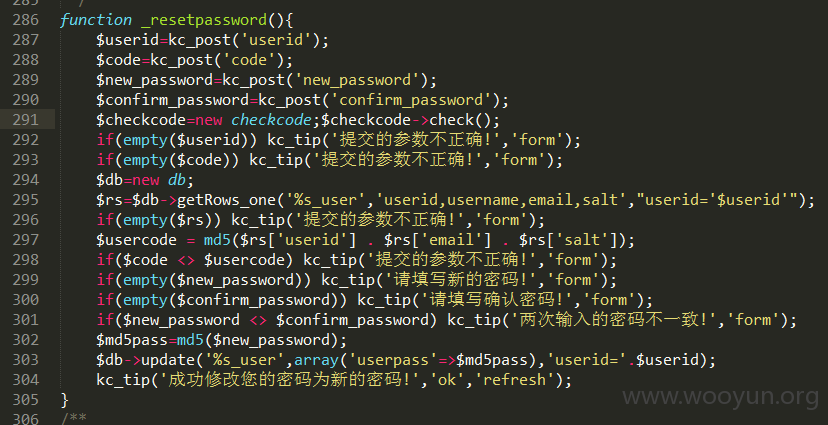 286 function _resetpassword(){
287 $userid=kc_post('userid');
288 $code=kc_post('code');
289 $new_password=kc_post('new_password');
290 $confirm_password=kc_post('confirm_password');
291 $checkcode=new checkcode;$checkcode->check();
292 if(empty($userid)) kc_tip('提交的参数不正确!','form');
293 if(empty($code)) kc_tip('提交的参数不正确!','form');
294 $db=new db;
295 $rs=$db->getRows_one('%s_user','userid,username,email,salt',"userid='$userid'");
296 if(empty($rs)) kc_tip('提交的参数不正确!','form');
297 $usercode = md5($rs['userid'] . $rs['email'] . $rs['salt']);
298 if($code <> $usercode) kc_tip('提交的参数不正确!','form');
299 if(empty($new_password)) kc_tip('请填写新的密码!','form');
300 if(empty($confirm_password)) kc_tip('请填写确认密码!','form');
301 if($new_password <> $confirm_password) kc_tip('两次输入的密码不一致!','form');
302 $md5pass=md5($new_password);
303 $db->update('%s_user',array('userpass'=>$md5pass),'userid='.$userid);
304 kc_tip('成功修改您的密码为新的密码!','ok','refresh');
305 }
306 /**
www.wooyun.org